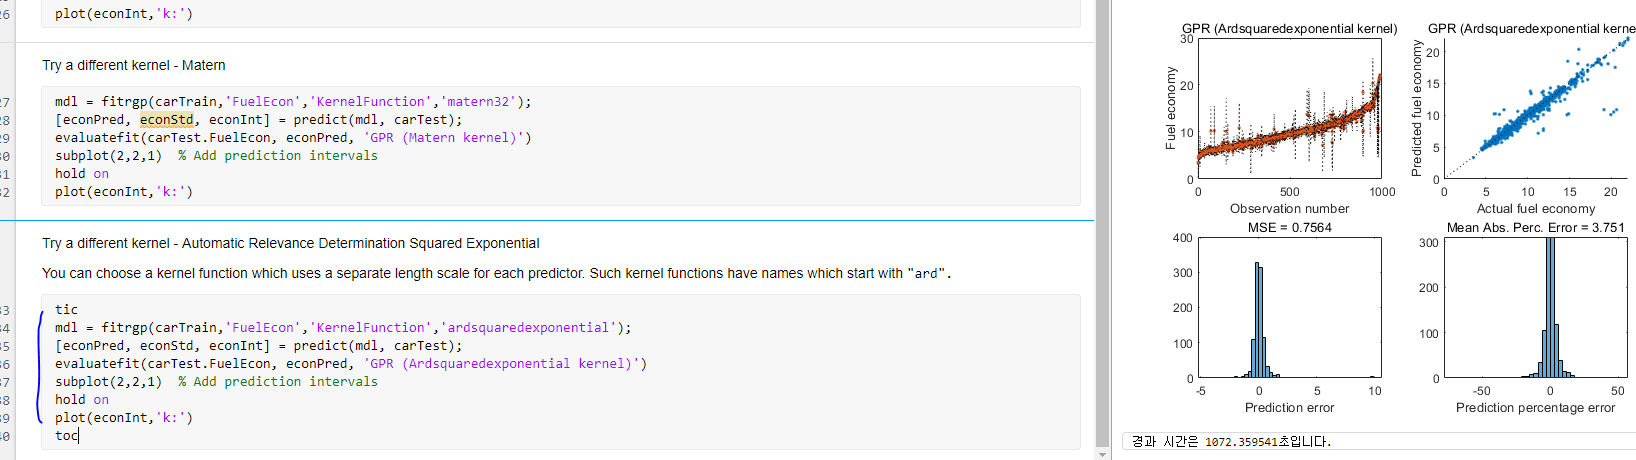 26 plot(econInt,'k:')
Try a different kernel - Matern
27 mdl = fitrgp(carTrain,'FuelEcon','KernelFunction','matern32');
28 [econPred, econStd, econInt] = predict(mdl, carTest);
29 evaluatefit(carTest.FuelEcon, econPred, 'GPR (Matern kernel)')
30 subplot(2,2,1)  % Add prediction intervals
31 hold on
32 plot(econInt,'k:')
Try a different kernel - Automatic Relevance Determination Squared Exponential
You can choose a kernel function which uses a separate length scale for each predictor. Such kernel functions have names which start with "ard".
33 tic
34 mdl = fitrgp(carTrain,'FuelEcon','KernelFunction','ardsquaredexponential');
35 [econPred, econStd, econInt] = predict(mdl, carTest);
36 evaluatefit(carTest.FuelEcon, econPred, 'GPR (Ardsquaredexponential kernel)')
37 subplot(2,2,1)  % Add prediction intervals
38 hold on
39 plot(econInt,'k:')
40 toc
GPR (Ardsquaredexponential kernel)
30
20
10
0
Fuel economy
0 500 1000
Observation number
GPR (Ardsquaredexponential kerne
20
15
10
5
0
Predicted fuel economy
0 5 10 15 20
Actual fuel economy
MSE = 0.7564
400
300
200
100
0
-5 0 5 10
Prediction error
Mean Abs. Perc. Error = 3.751
300
200
100
0
-50 0 50
Prediction percentage error
경과 시간은 1072.359541초입니다.